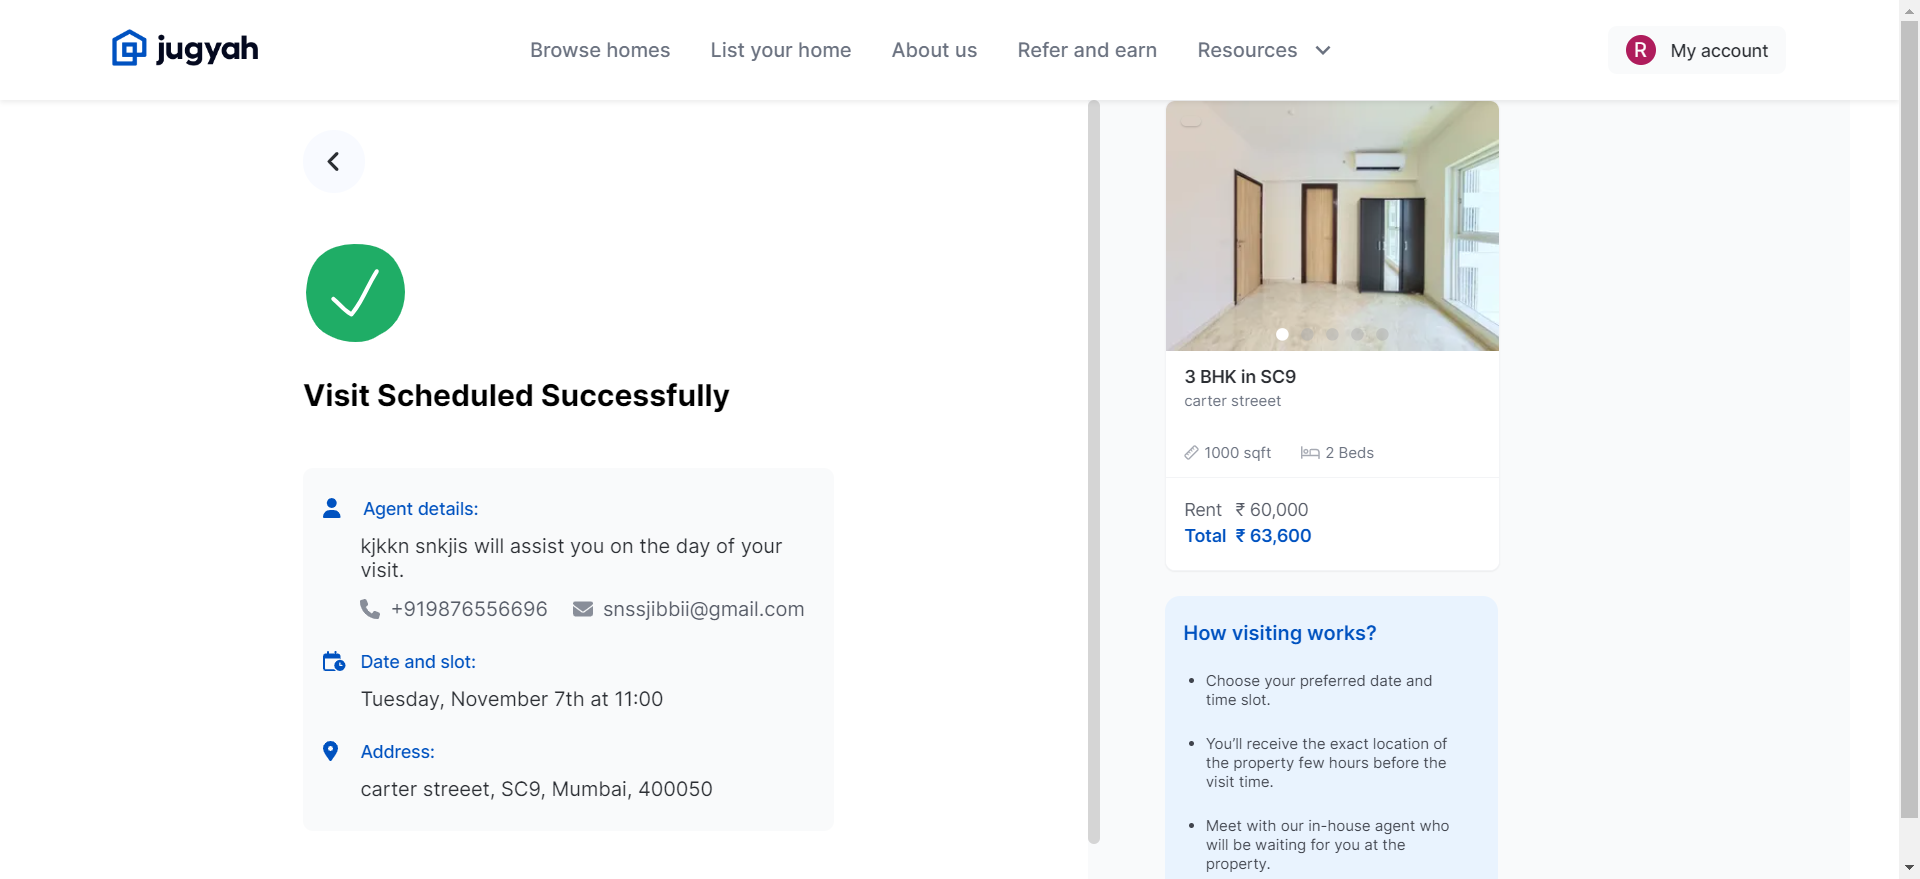 jugyah
Browse homes
List your home
About us
Refer and earn
Resources
R
My account
Visit Scheduled Successfully
Agent details:
kjkkn snkjis will assist you on the day of your
visit.
+919876556696
snssjibbii@gmail.com
Date and slot:
Tuesday, November 7th at 11:00
Address:
carter streeet, SC9, Mumbai, 400050
3 BHK in SC9
carter streeet
1000 sqft
2 Beds
Rent ₹ 60,000
Total ₹ 63,600
How visiting works?
• Choose your preferred date and
time slot.
• You’ll receive the exact location of
the property few hours before the
visit time.
• Meet with our in-house agent who
will be waiting for you at the
property.